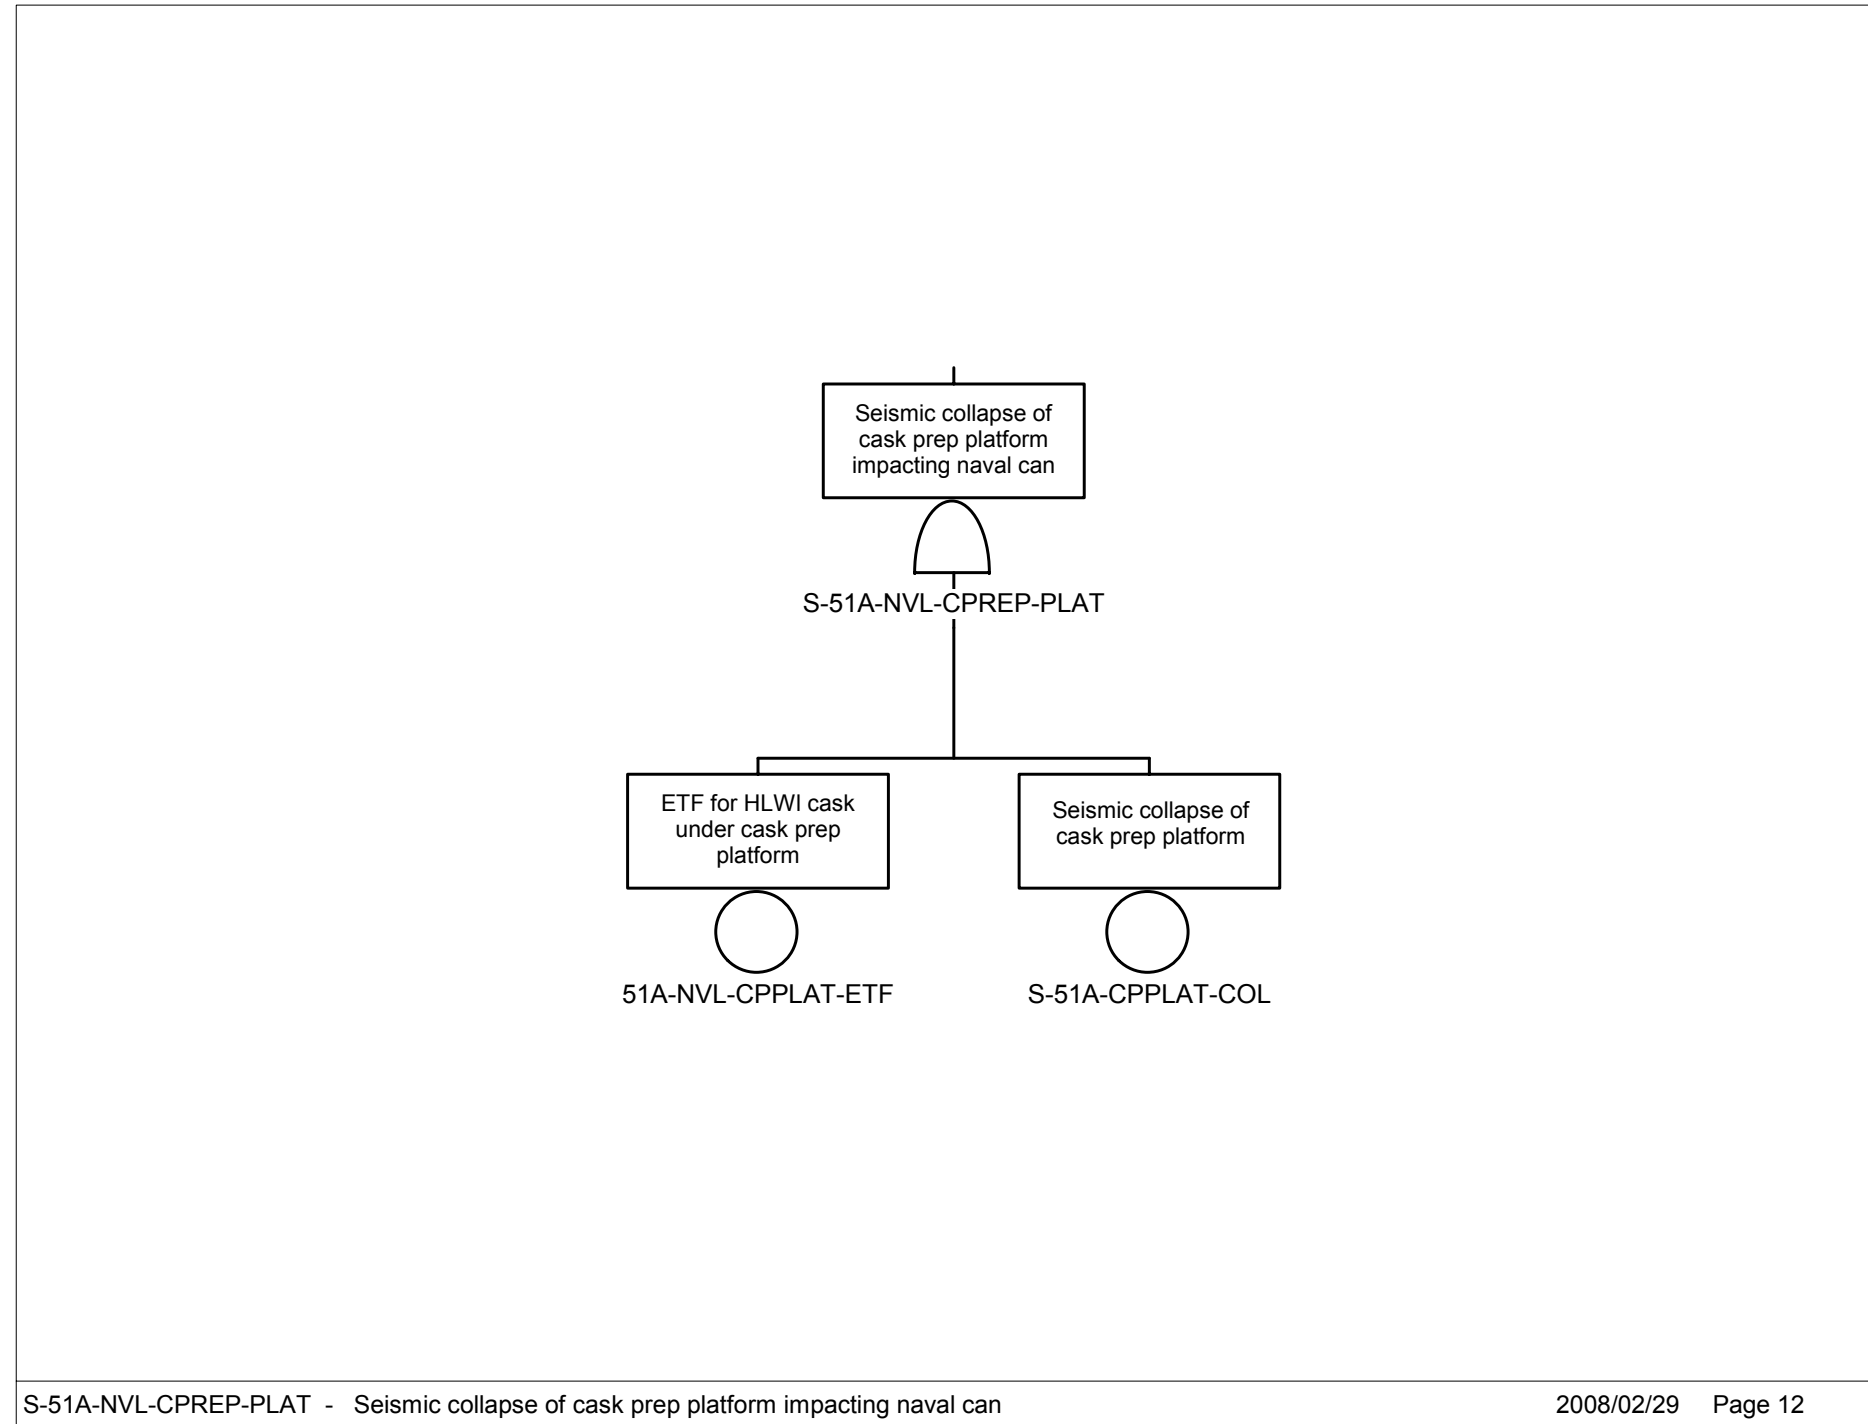 Seismic collapse of
cask prep platform
impacting naval can
S-51A-NVL-CPREP-PLAT
ETF for HLWI cask
under cask prep
platform
51A-NVL-CPPLAT-ETF
Seismic collapse of
cask prep platform
S-51A-CPPLAT-COL
S-51A-NVL-CPREP-PLAT - Seismic collapse of cask prep platform impacting naval can
2008/02/29 Page 12